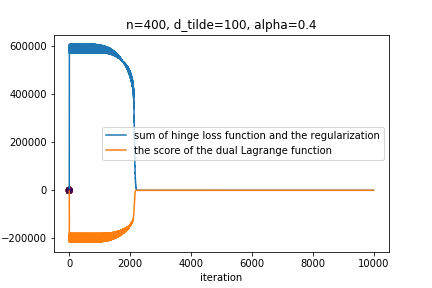 n=400, d_tilde=100, alpha=0.4
600000
400000
200000
0
−200000
sum of hinge loss function and the regularization
the score of the dual Lagrange function
0 2000 4000 6000 8000 10000
iteration